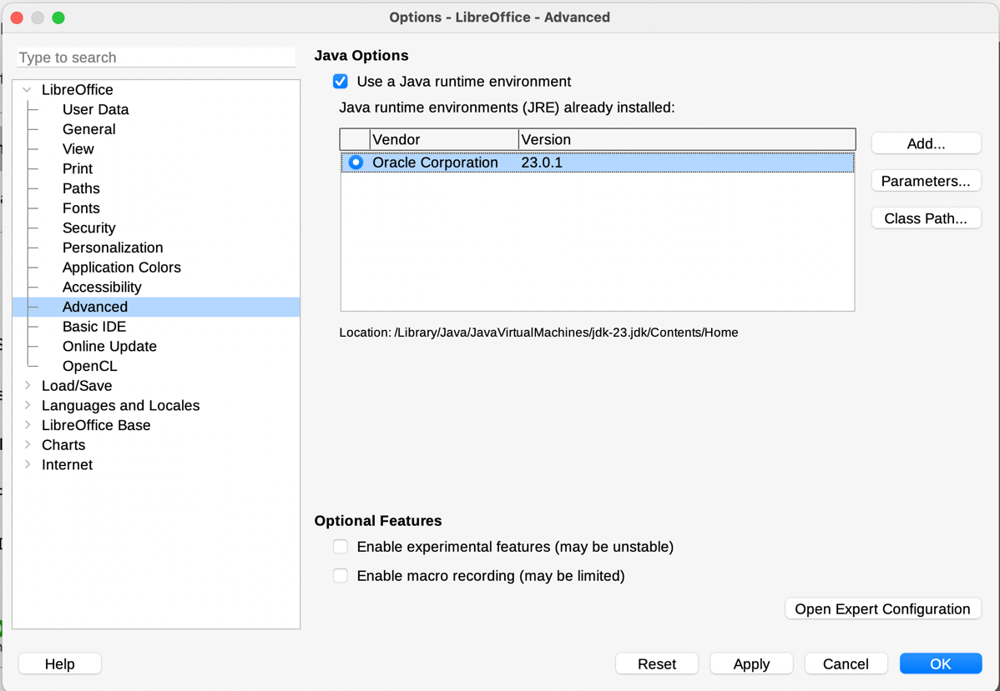 Options - LibreOffice - Advanced
Type to search
LibreOffice
User Data
General
View
Print
Paths
Fonts
Security
Personalization
Application Colors
Accessibility
Advanced
Basic IDE
Online Update
OpenCL
Load/Save
Languages and Locales
LibreOffice Base
Charts
Internet
Java Options
Use a Java runtime environment
Java runtime environments (JRE) already installed:
Vendor Version
Oracle Corporation 23.0.1
Add...
Parameters...
Class Path...
Location: /Library/Java/JavaVirtualMachines/jdk-23.jdk/Contents/Home
Optional Features
Enable experimental features (may be unstable)
Enable macro recording (may be limited)
Open Expert Configuration
Help Reset Apply Cancel OK